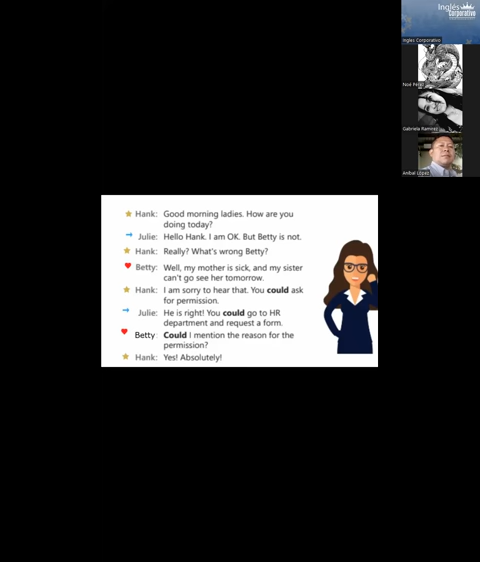 Inglés
Corporativo
Inglés Corporativo
Noé Pérez
Gabriela Ramirez
Aníbal López
Hank: Good morning ladies. How are you
doing today?
Julie: Hello Hank. I am OK. But Betty is not.
Hank: Really? What's wrong Betty?
Betty: Well, my mother is sick, and my sister
can't go see her tomorrow.
Hank: I am sorry to hear that. You could ask
for permission.
Julie: He is right! You could go to HR
department and request a form.
Betty: Could I mention the reason for the
permission?
Hank: Yes! Absolutely!